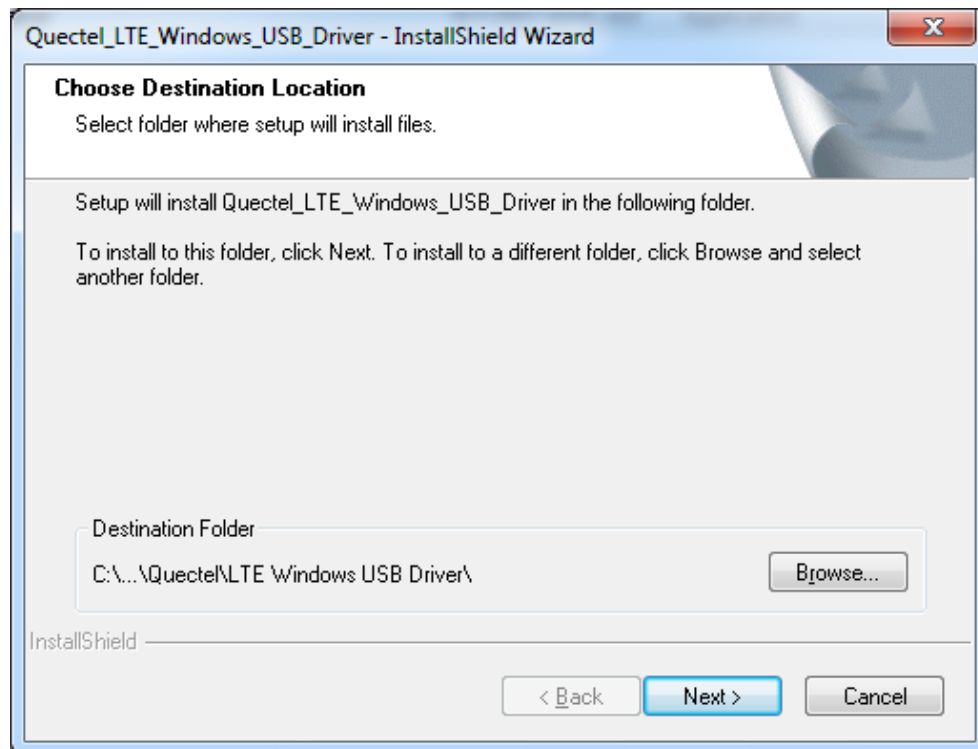 Quectel_LTE_Windows_USB_Driver - InstallShield Wizard
Choose Destination Location
Select folder where setup will install files.
Setup will install Quectel_LTE_Windows_USB_Driver in the following folder.
To install to this folder, click Next. To install to a different folder, click Browse and select
another folder.
Destination Folder
C:\...\Quectel\LTE Windows USB Driver\
Browse...
InstallShield
< Back
Next >
Cancel